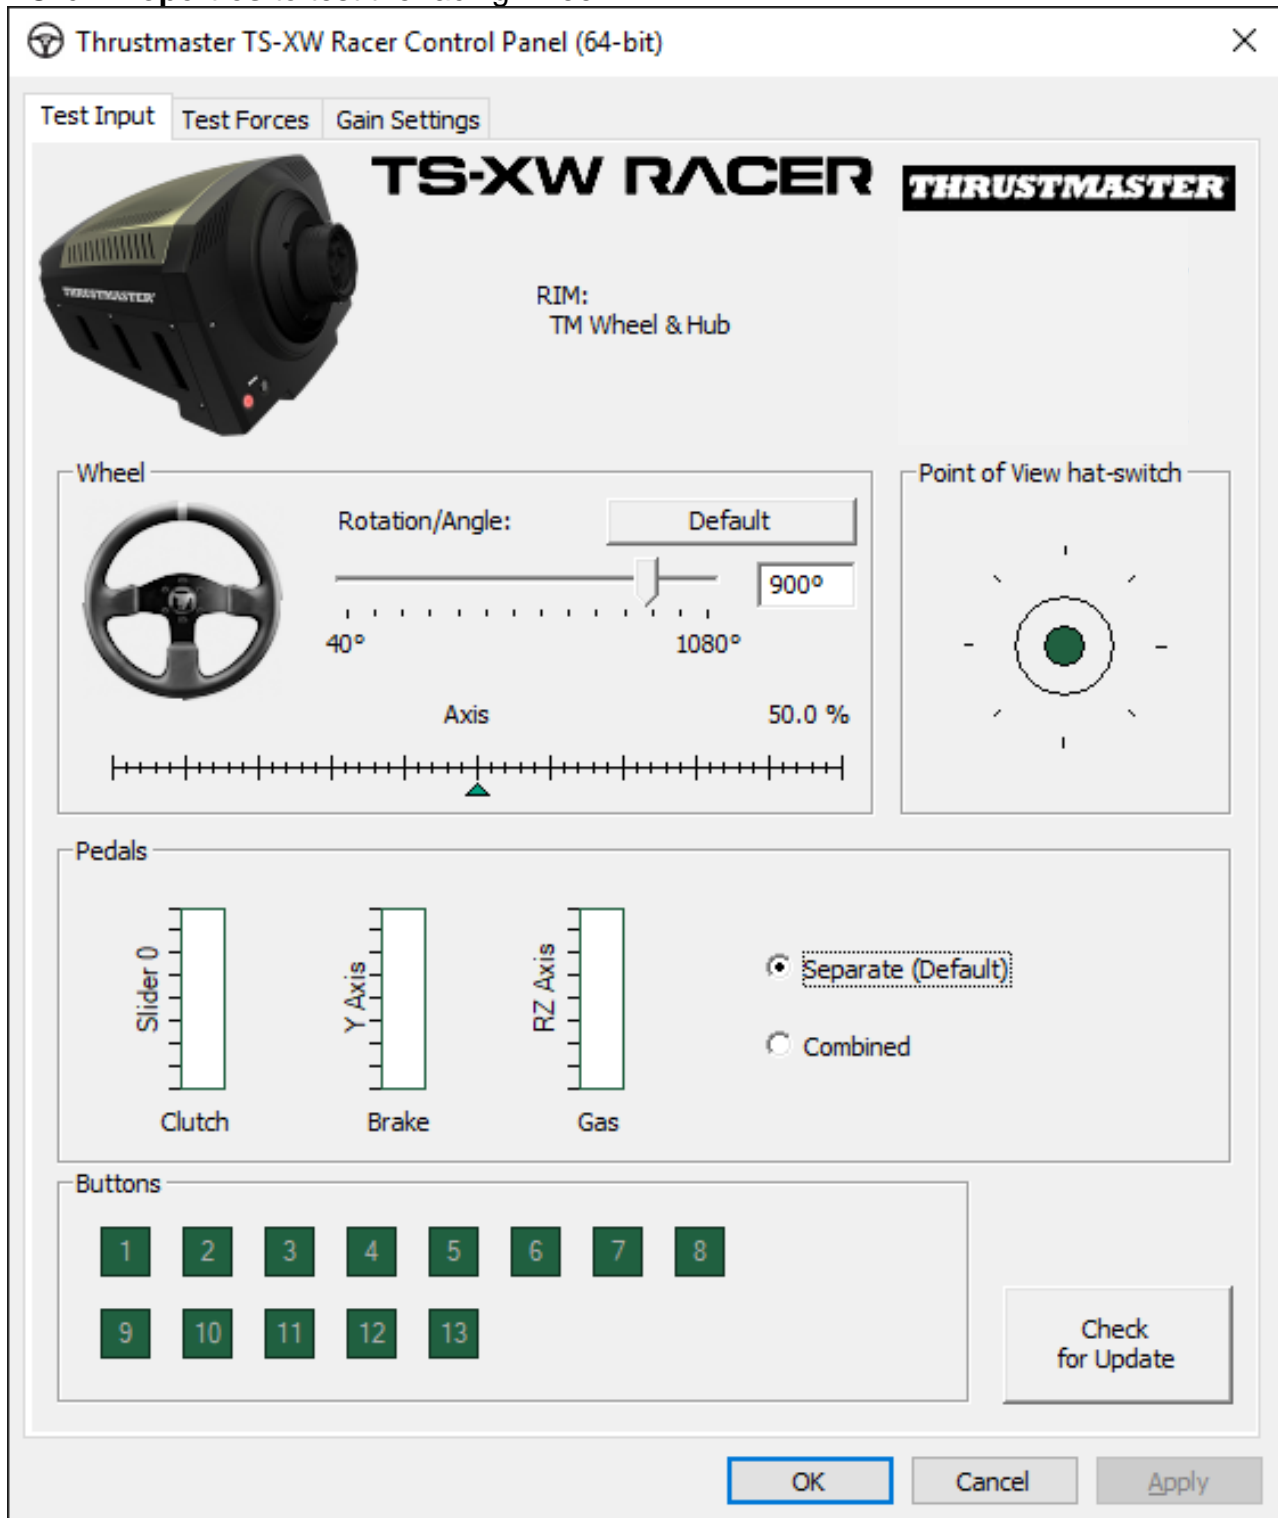 Thrustmaster TS-XW Racer Control Panel (64-bit)
Test Input Test Forces Gain Settings
TS-XW RACER THRUSTMASTER
THRUSTMASTER
RIM:
TM Wheel & Hub
Wheel
Rotation/Angle: Default
900°
40° 1080°
Axis 50.0 %
Point of View hat-switch
Pedals
Slider 0
Clutch
Y Axis
Brake
RZ Axis
Gas
Separate (Default)
Combined
Buttons
1 2 3 4 5 6 7 8
9 10 11 12 13
Check
for Update
OK Cancel Apply